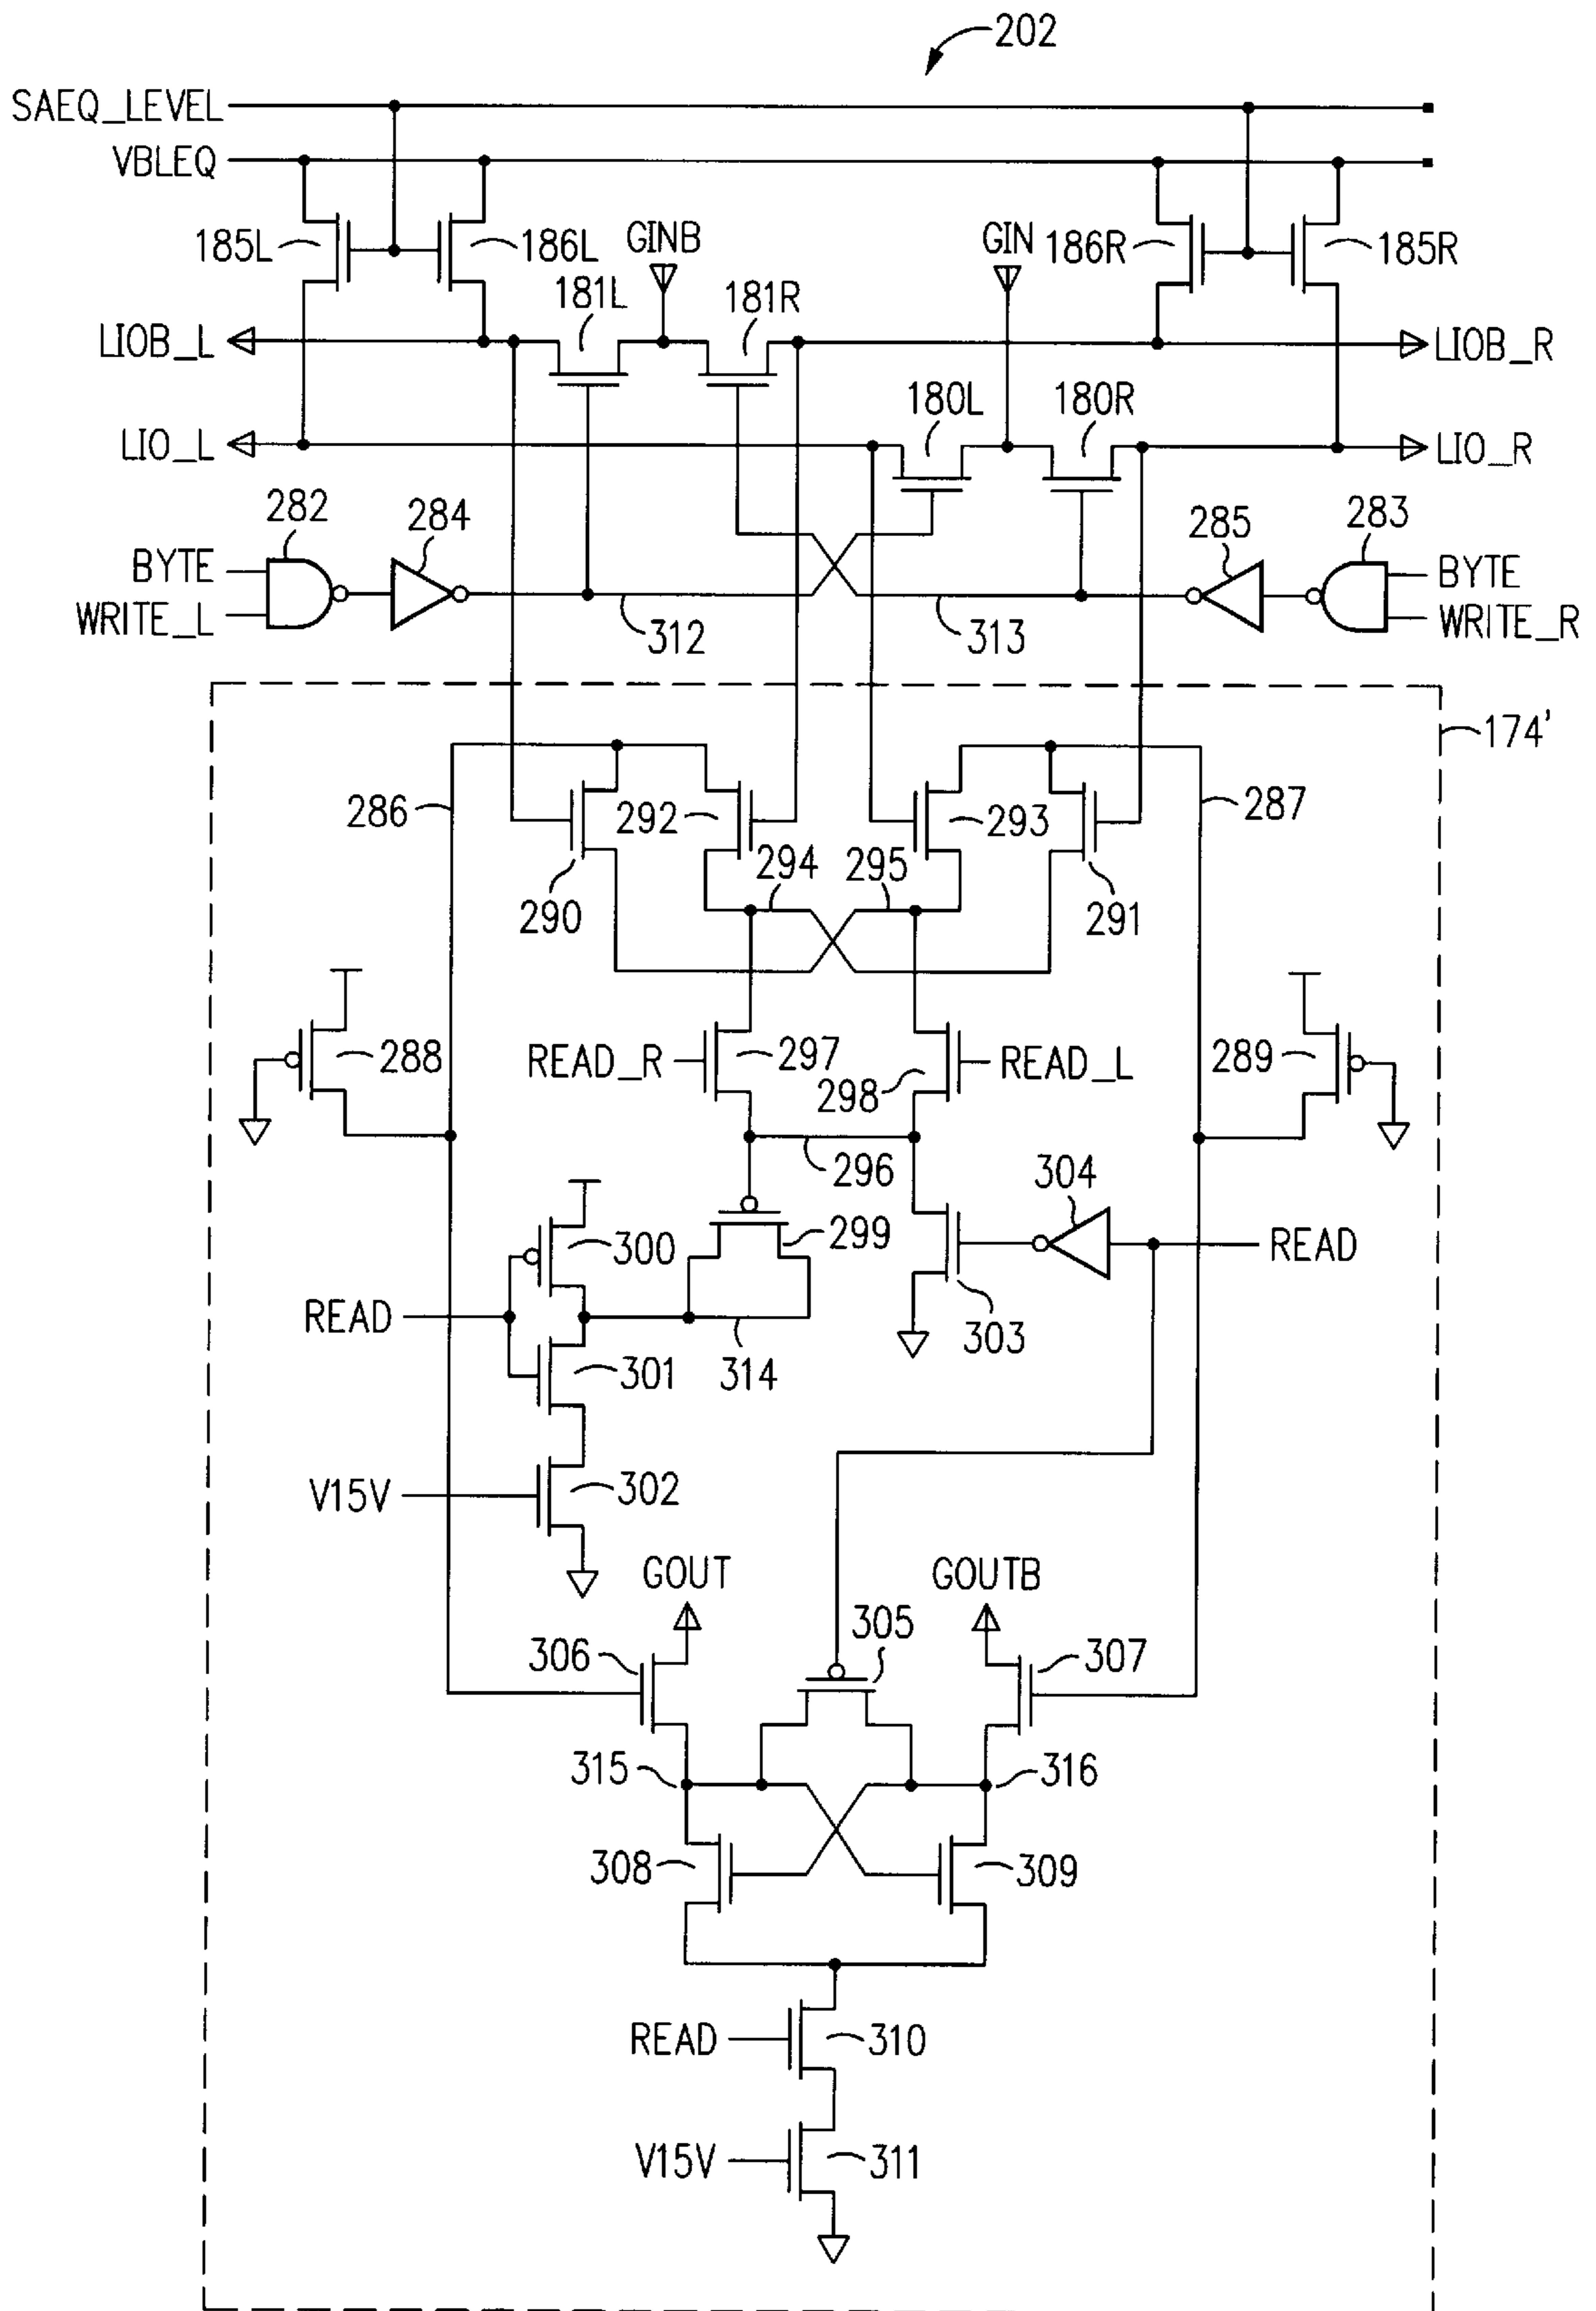 202
SAEQ_LEVEL
VBLEQ
185L
186L
GINB
GIN
186R
185R
181L
181R
LIOB_L
LIOB_R
180L
180R
LIO_L
LIO_R
282
284
285
283
BYTE
WRITE_L
BYTE
WRITE_R
312
313
174'
286
292
293
287
294
295
290
291
288
READ_R
297
298
READ_L
289
296
304
300
299
READ
READ
303
301
314
V15V
302
GOUT
GOUTB
305
306
307
315
316
308
309
READ
310
V15V
311